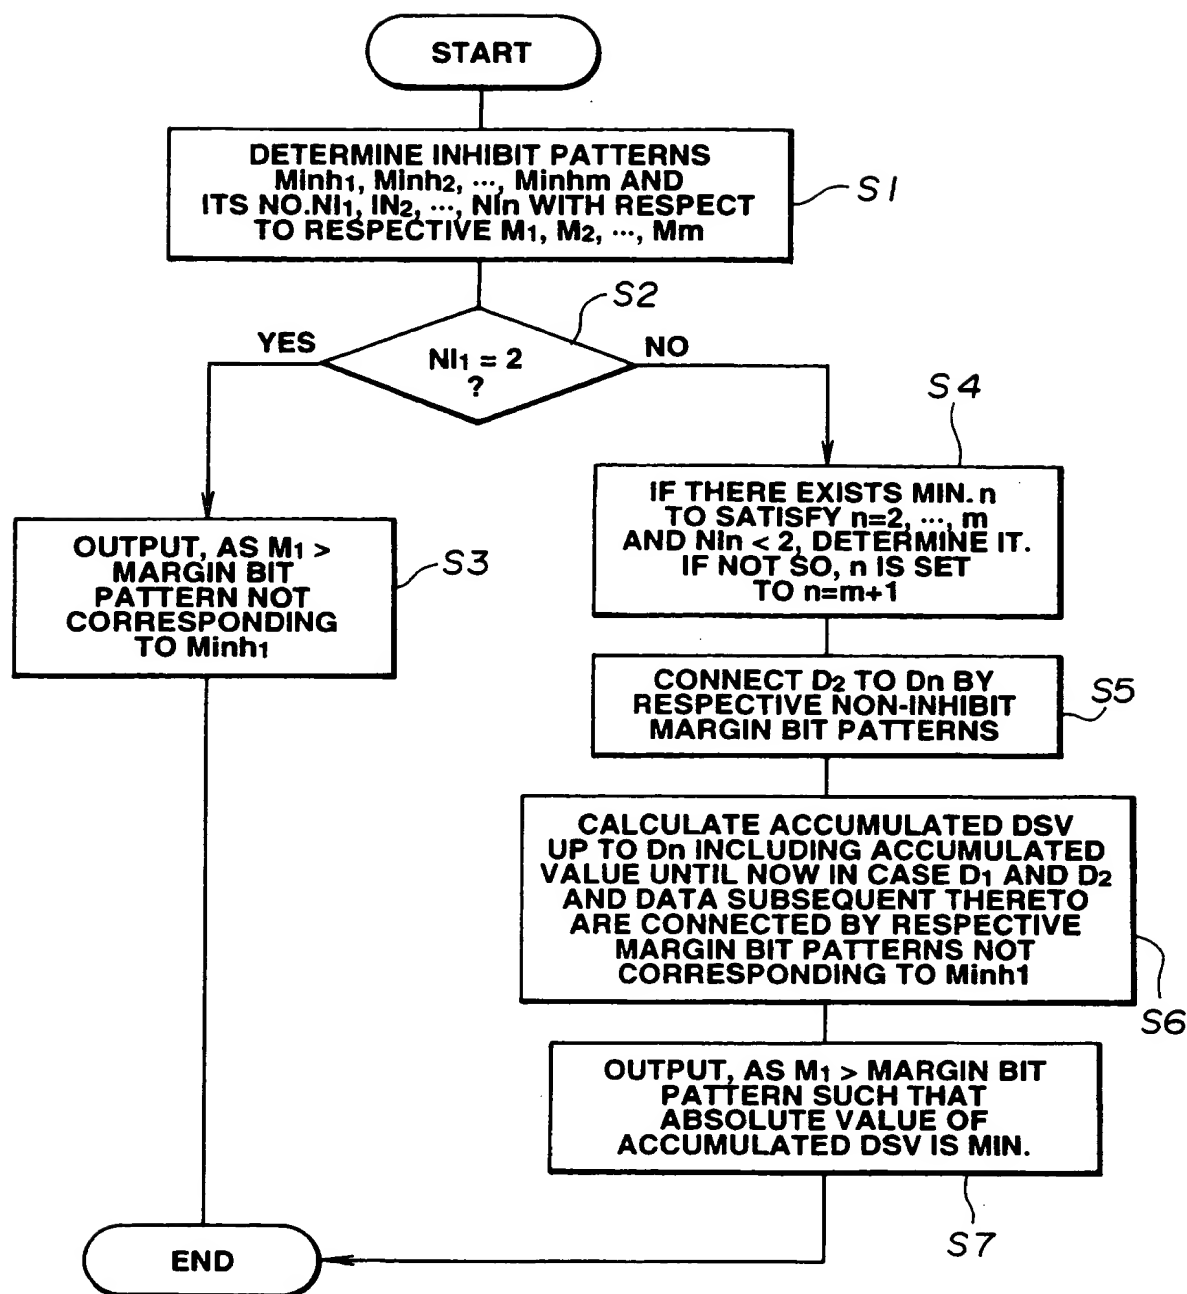 START
DETERMINE INHIBIT PATTERNS
Minh1, Minh2, ···, Minhm AND
ITS NO.NI1, IN2, ···, NIn WITH RESPECT
TO RESPECTIVE M1, M2, ···, Mm
S1
S2
YES
NI1 = 2
?
NO
S4
OUTPUT, AS M1 >
MARGIN BIT
PATTERN NOT
CORRESPONDING
TO Minh1
S3
IF THERE EXISTS MIN. n
TO SATISFY n=2, ···, m
AND NIn < 2, DETERMINE IT.
IF NOT SO, n IS SET
TO n=m+1
CONNECT D2 TO Dn BY
RESPECTIVE NON-INHIBIT
MARGIN BIT PATTERNS
S5
CALCULATE ACCUMULATED DSV
UP TO Dn INCLUDING ACCUMULATED
VALUE UNTIL NOW IN CASE D1 AND D2
AND DATA SUBSEQUENT THERETO
ARE CONNECTED BY RESPECTIVE
MARGIN BIT PATTERNS NOT
CORRESPONDING TO Minh1
S6
OUTPUT, AS M1 > MARGIN BIT
PATTERN SUCH THAT
ABSOLUTE VALUE OF
ACCUMULATED DSV IS MIN.
S7
END